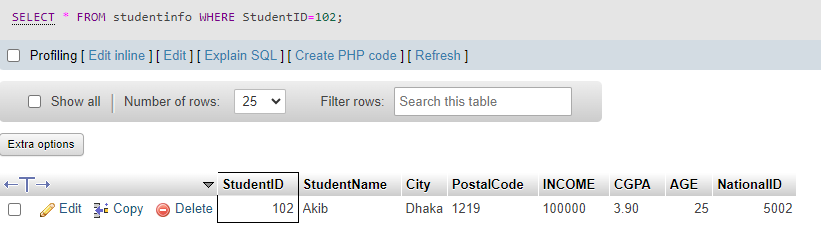 SELECT * FROM studentinfo WHERE StudentID=102;
Profiling [ Edit inline ] [ Edit ] [ Explain SQL ] [ Create PHP code ] [ Refresh ]
Show all Number of rows: 25 Filter rows: Search this table
Extra options
←T→ StudentID StudentName City PostalCode INCOME CGPA AGE NationalID
Edit Copy Delete 102 Akib Dhaka 1219 100000 3.90 25 5002